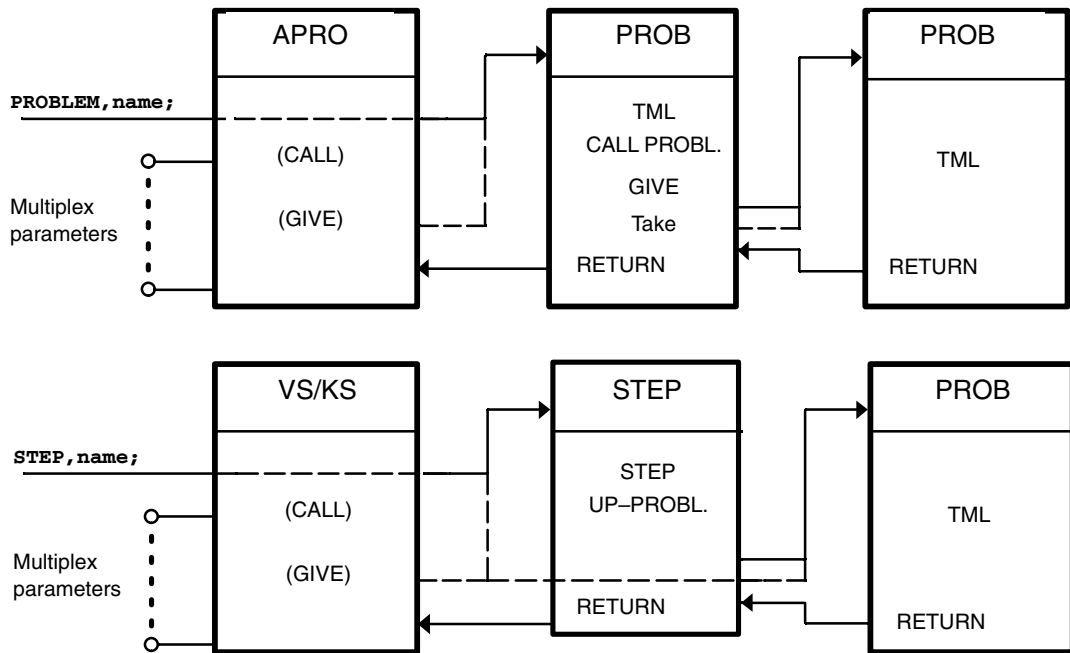 APRO
PROB
PROB
PROBLEM,name;
TML
(CALL)
CALL PROBL.
TML
GIVE
Multiplex
parameters
(GIVE)
Take
RETURN
RETURN
VS/KS
STEP
PROB
STEP,name;
STEP
(CALL)
UP–PROBL.
TML
Multiplex
parameters
(GIVE)
RETURN
RETURN